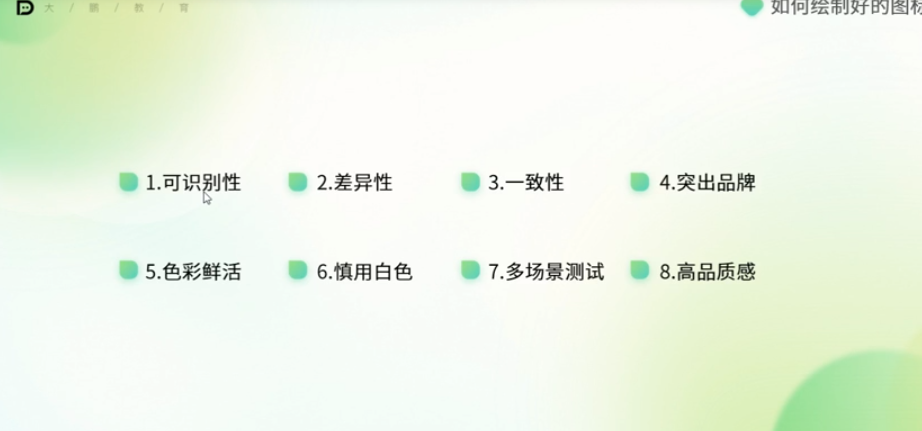 大 / 鹏 / 教 / 育
如何绘制好的图标
1.可识别性
2.差异性
3.一致性
4.突出品牌
5.色彩鲜活
6.慎用白色
7.多场景测试
8.高品质感